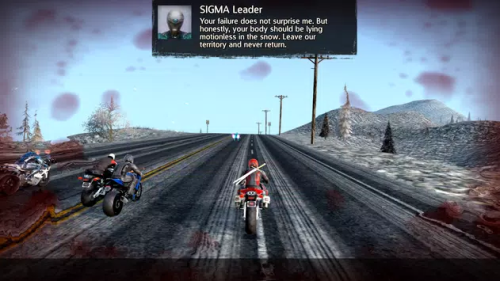 SIGMA Leader
Your failure does not surprise me. But
honestly, your body should be lying
motionless in the snow. Leave our
territory and never return.